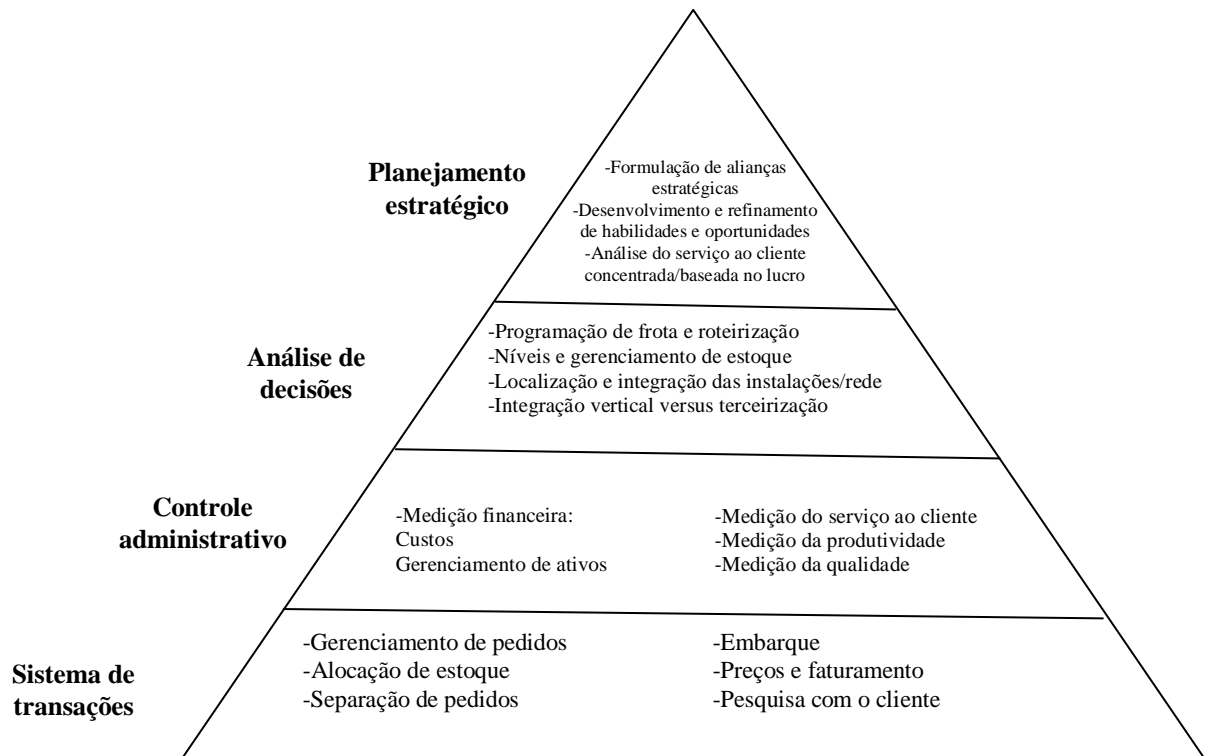 Planejamento
estratégico
-Formulação de alianças
estratégicas
-Desenvolvimento e refinamento
de habilidades e oportunidades
-Análise do serviço ao cliente
concentrada/baseada no lucro
Análise de
decisões
-Programação de frota e roteirização
-Níveis e gerenciamento de estoque
-Localização e integração das instalações/rede
-Integração vertical versus terceirização
Controle
administrativo
-Medição financeira:
Custos
Gerenciamento de ativos
-Medição do serviço ao cliente
-Medição da produtividade
-Medição da qualidade
Sistema de
transações
-Gerenciamento de pedidos
-Alocação de estoque
-Separação de pedidos
-Embarque
-Preços e faturamento
-Pesquisa com o cliente